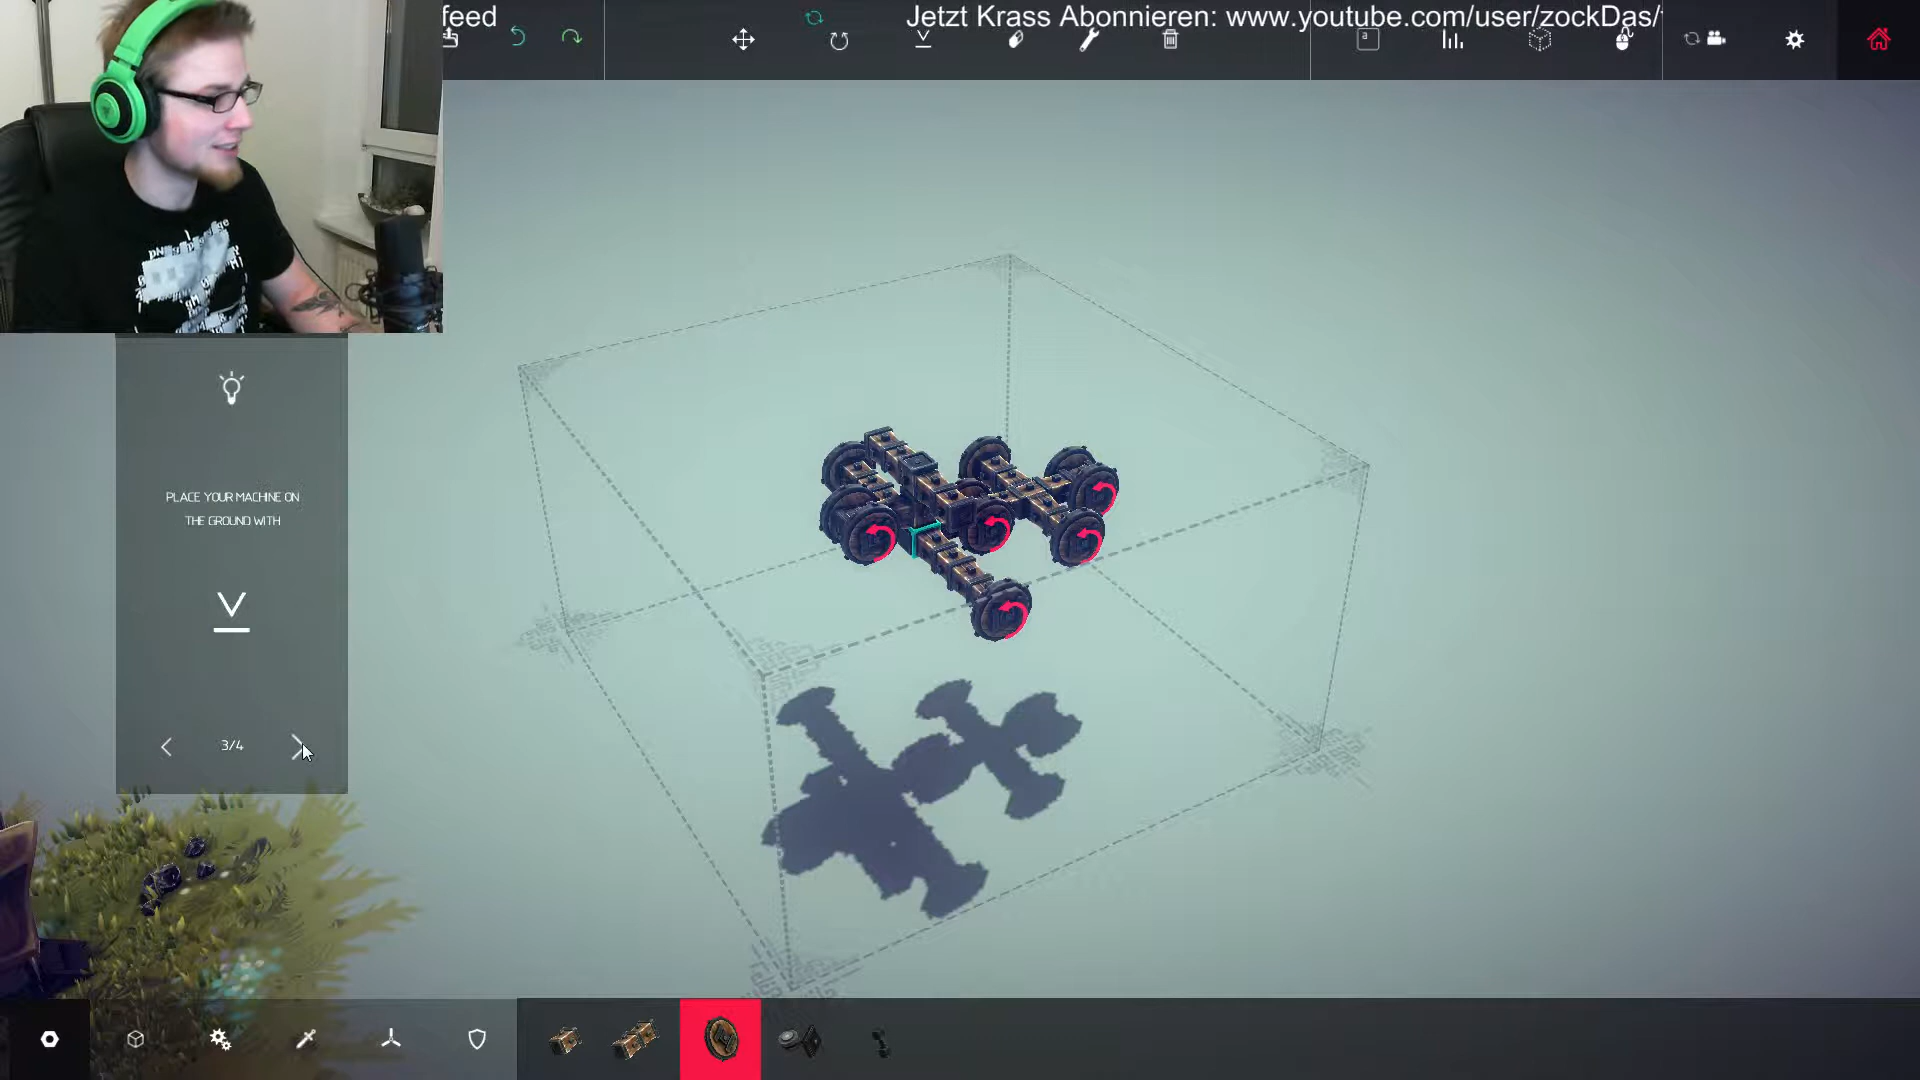 feed
Jetzt Krass Abonnieren: www.youtube.com/user/zockDas/
PLACE YOUR MACHINE ON
THE GROUND WITH
3/4